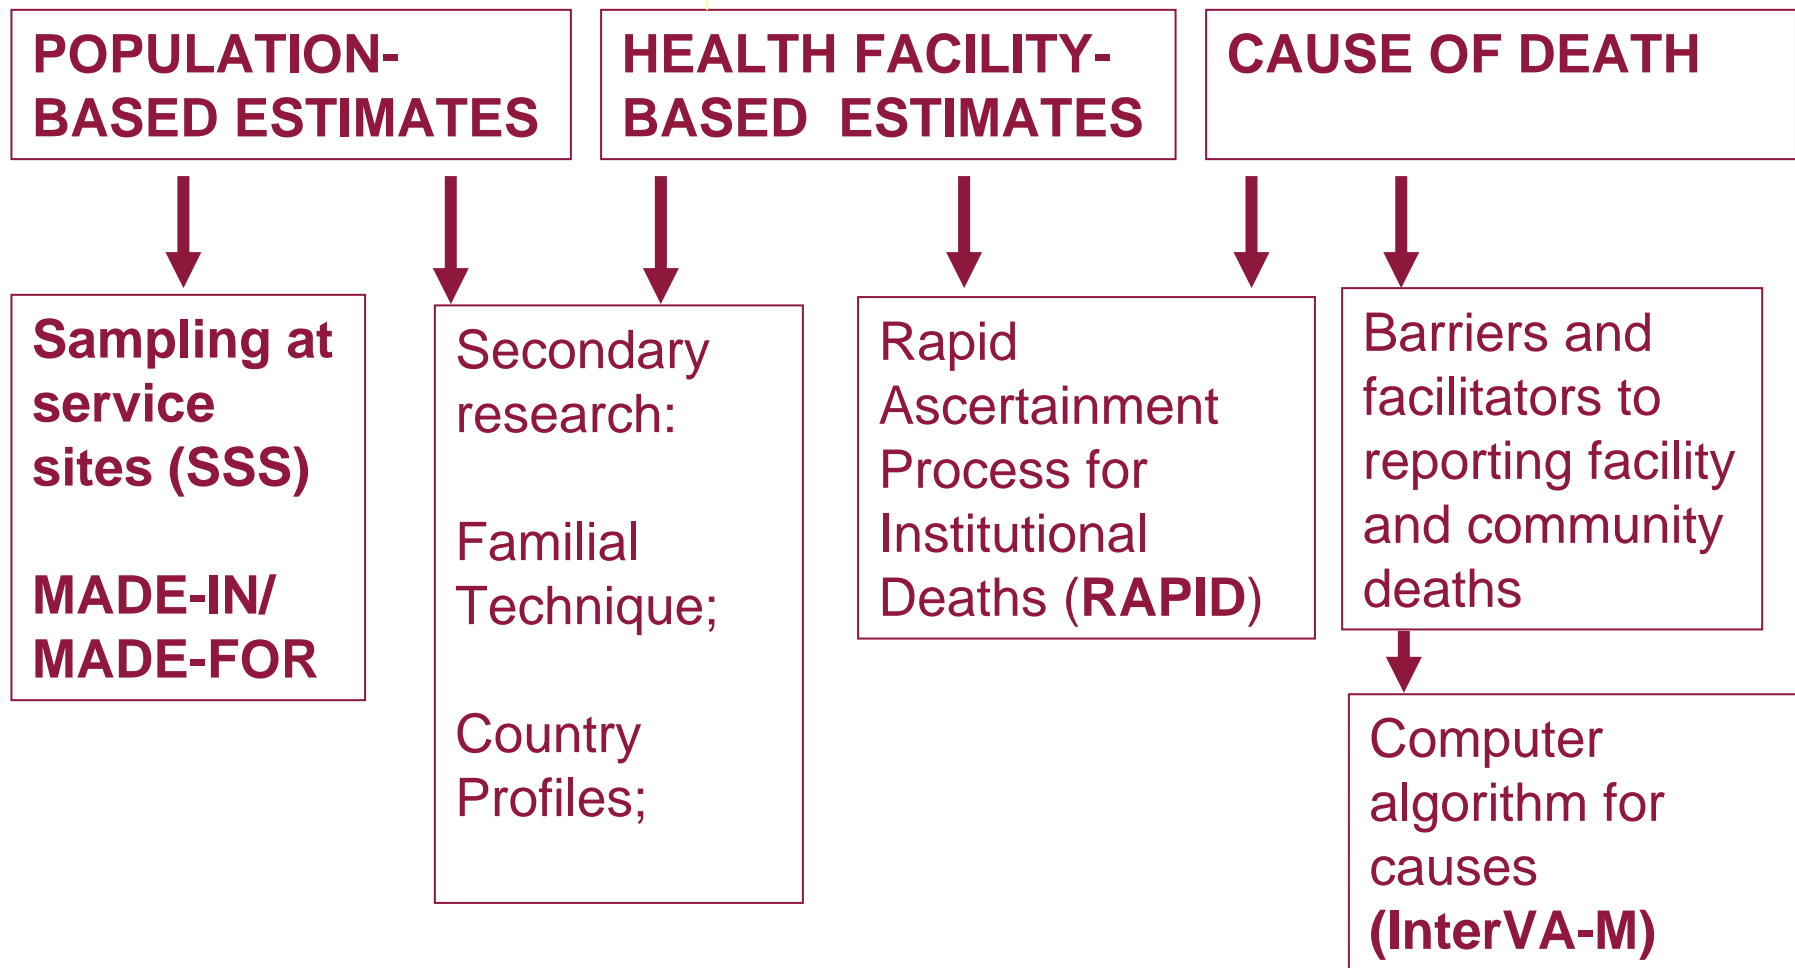 POPULATION-
BASED ESTIMATES
HEALTH FACILITY-
BASED ESTIMATES
CAUSE OF DEATH
Sampling at
service
sites (SSS)
MADE-IN/
MADE-FOR
Secondary
research:
Familial
Technique;
Country
Profiles;
Rapid
Ascertainment
Process for
Institutional
Deaths (RAPID)
Barriers and
facilitators to
reporting facility
and community
deaths
Computer
algorithm for
causes
(InterVA-M)